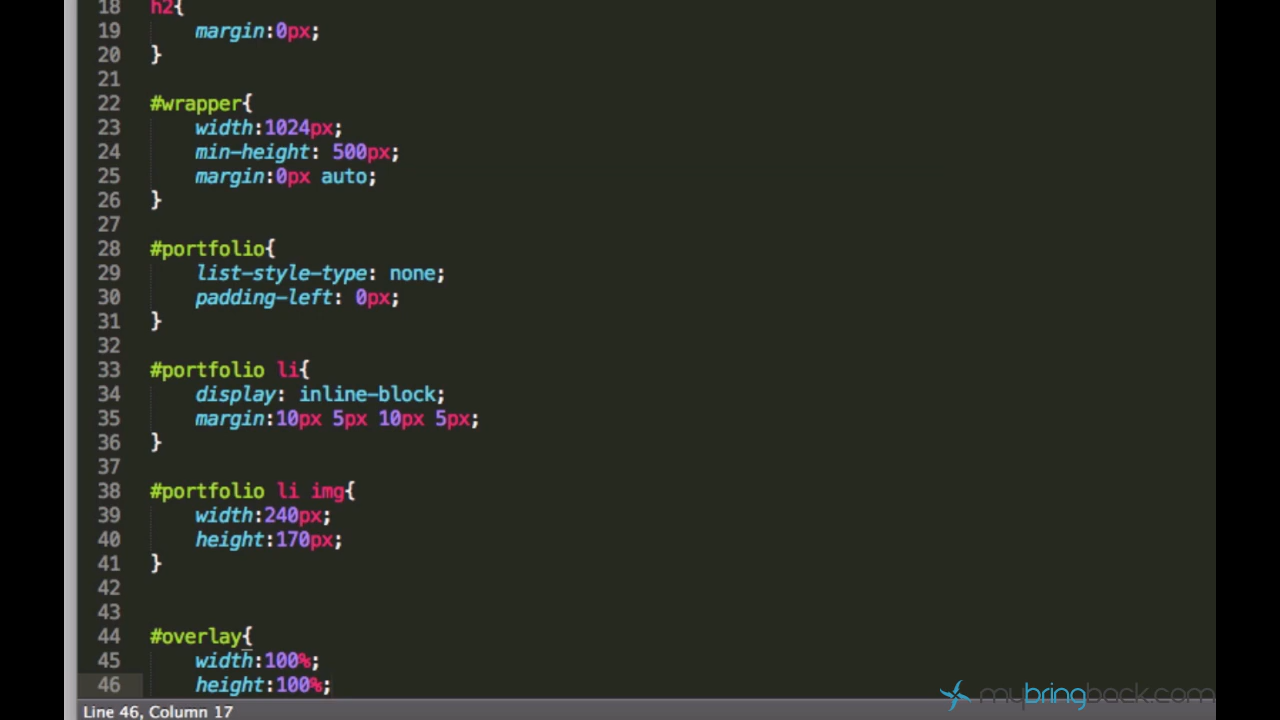 18 h2{
19 margin:0px;
20 }
21
22 #wrapper{
23 width:1024px;
24 min-height: 500px;
25 margin:0px auto;
26 }
27
28 #portfolio{
29 list-style-type: none;
30 padding-left: 0px;
31 }
32
33 #portfolio li{
34 display: inline-block;
35 margin:10px 5px 10px 5px;
36 }
37
38 #portfolio li img{
39 width:240px;
40 height:170px;
41 }
42
43
44 #overlay{
45 width:100%;
46 height:100%;
mybringback.com
Line 46, Column 17